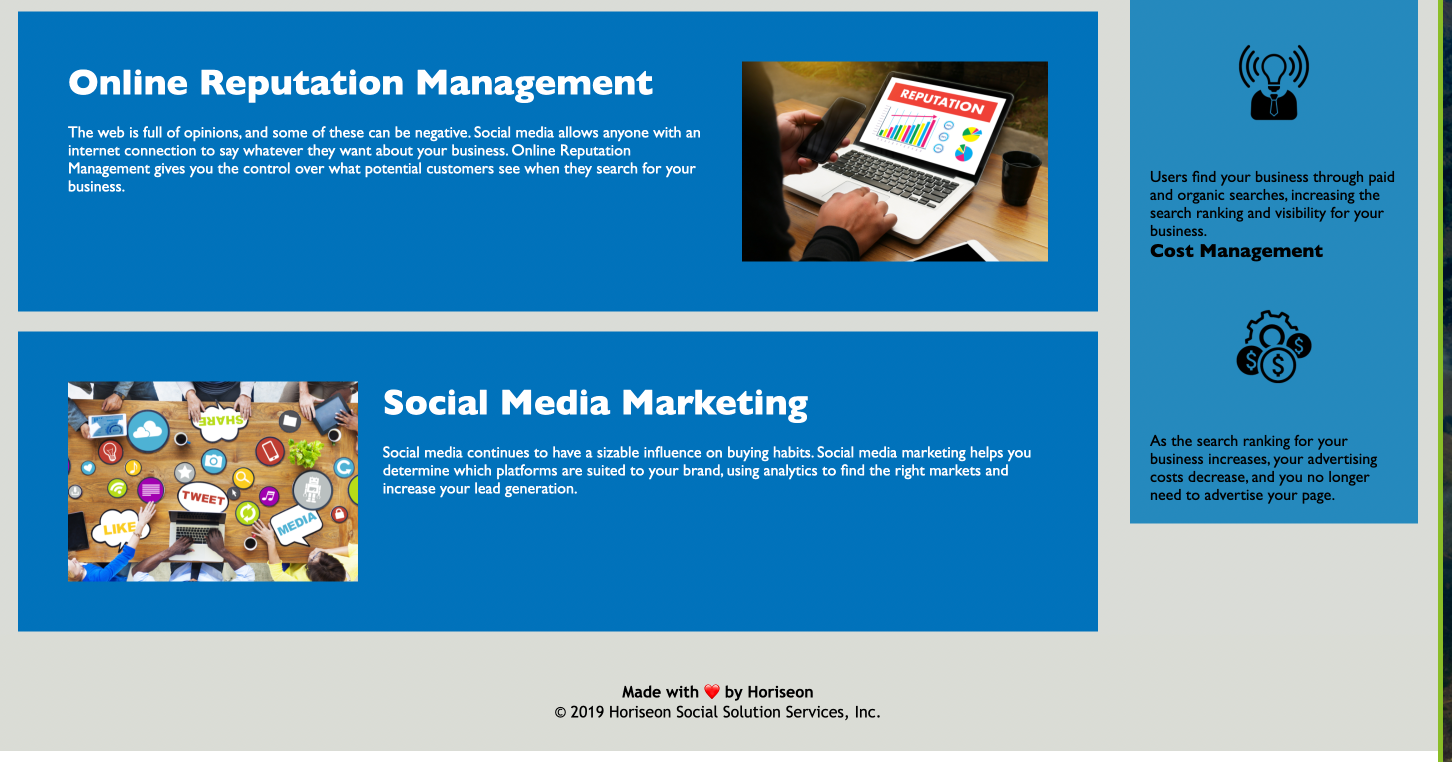 Online Reputation Management
The web is full of opinions, and some of these can be negative. Social media allows anyone with an
internet connection to say whatever they want about your business. Online Reputation
Management gives you the control over what potential customers see when they search for your
business.
REPUTATION
Social Media Marketing
Social media continues to have a sizable influence on buying habits. Social media marketing helps you
determine which platforms are suited to your brand, using analytics to find the right markets and
increase your lead generation.
SHARE
TWEET
LIKE
MEDIA
Users find your business through paid
and organic searches, increasing the
search ranking and visibility for your
business.
Cost Management
$
$
$
As the search ranking for your
business increases, your advertising
costs decrease, and you no longer
need to advertise your page.
Made with ❤️ by Horiseon
© 2019 Horiseon Social Solution Services, Inc.